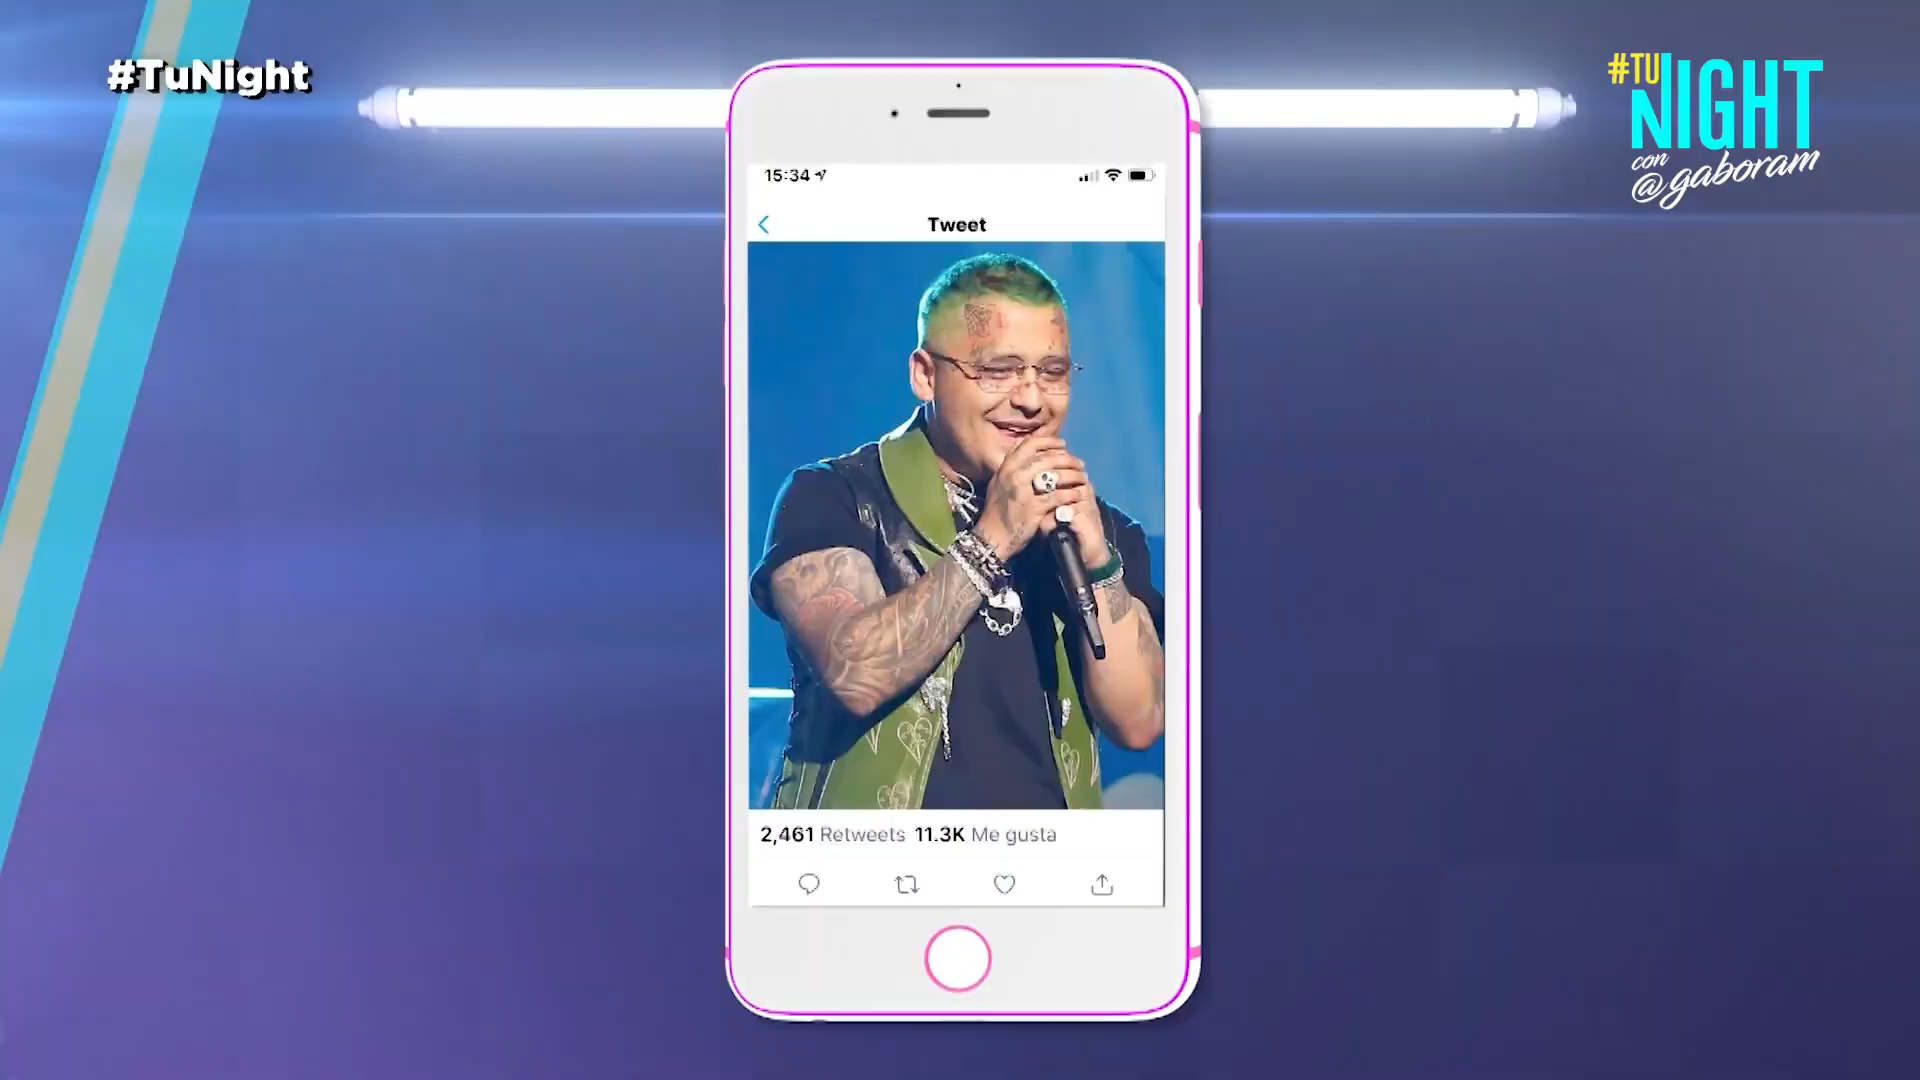 #TuNight
#TU
NIGHT
con
@gaboram
15:34
Tweet
2,461 Retweets 11.3K Me gusta